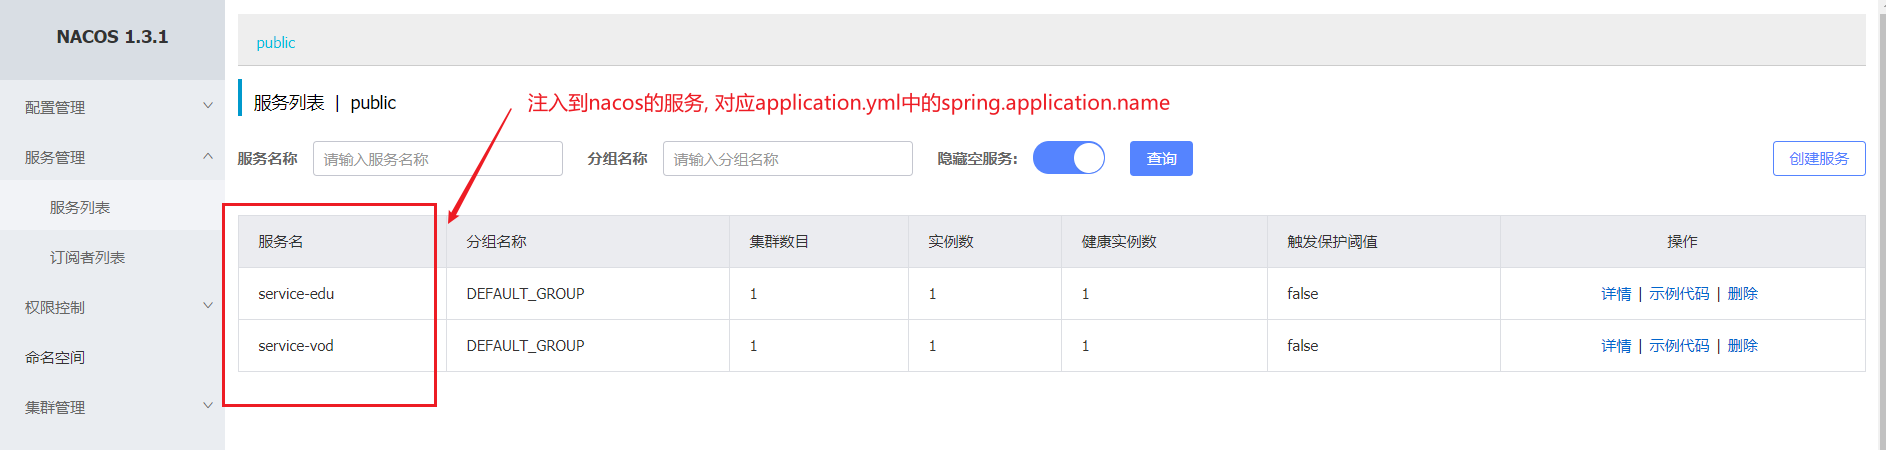 NACOS 1.3.1
配置管理
服务管理
服务列表
订阅者列表
权限控制
命名空间
集群管理
public
服务列表 | public
注入到nacos的服务, 对应application.yml中的spring.application.name
服务名称 请输入服务名称 分组名称 请输入分组名称 隐藏空服务: 查询 创建服务
服务名 分组名称 集群数目 实例数 健康实例数 触发保护阈值 操作
service-edu DEFAULT_GROUP 1 1 1 false 详情 | 示例代码 | 删除
service-vod DEFAULT_GROUP 1 1 1 false 详情 | 示例代码 | 删除